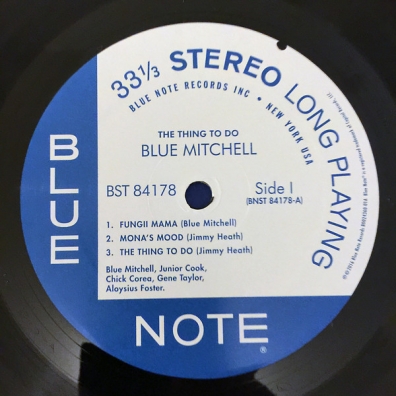 33⅓ STEREO LONG PLAYING
BLUE NOTE RECORDS INC • NEW YORK USA
THE THING TO DO
BLUE MITCHELL
BST 84178
Side I
(BNST 84178-A)
1. FUNGII MAMA (Blue Mitchell)
2. MONA'S MOOD (Jimmy Heath)
3. THE THING TO DO (Jimmy Heath)
Blue Mitchell, Junior Cook,
Chick Corea, Gene Taylor,
Aloysius Foster.
BLUE
NOTE®